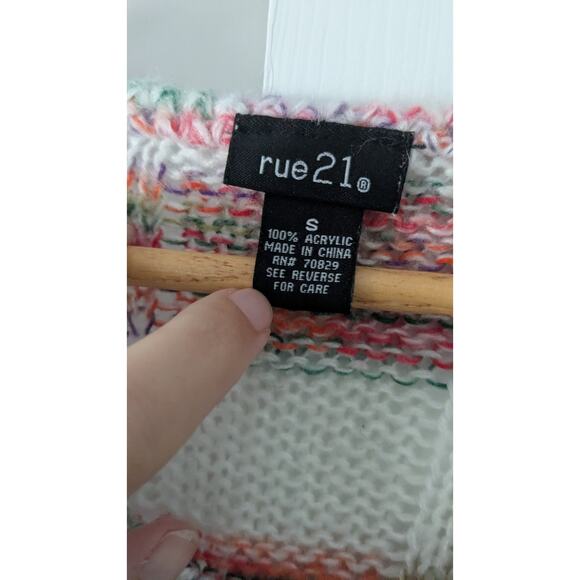 rue21®
S
100% ACRYLIC
MADE IN CHINA
RN# 70829
SEE REVERSE
FOR CARE